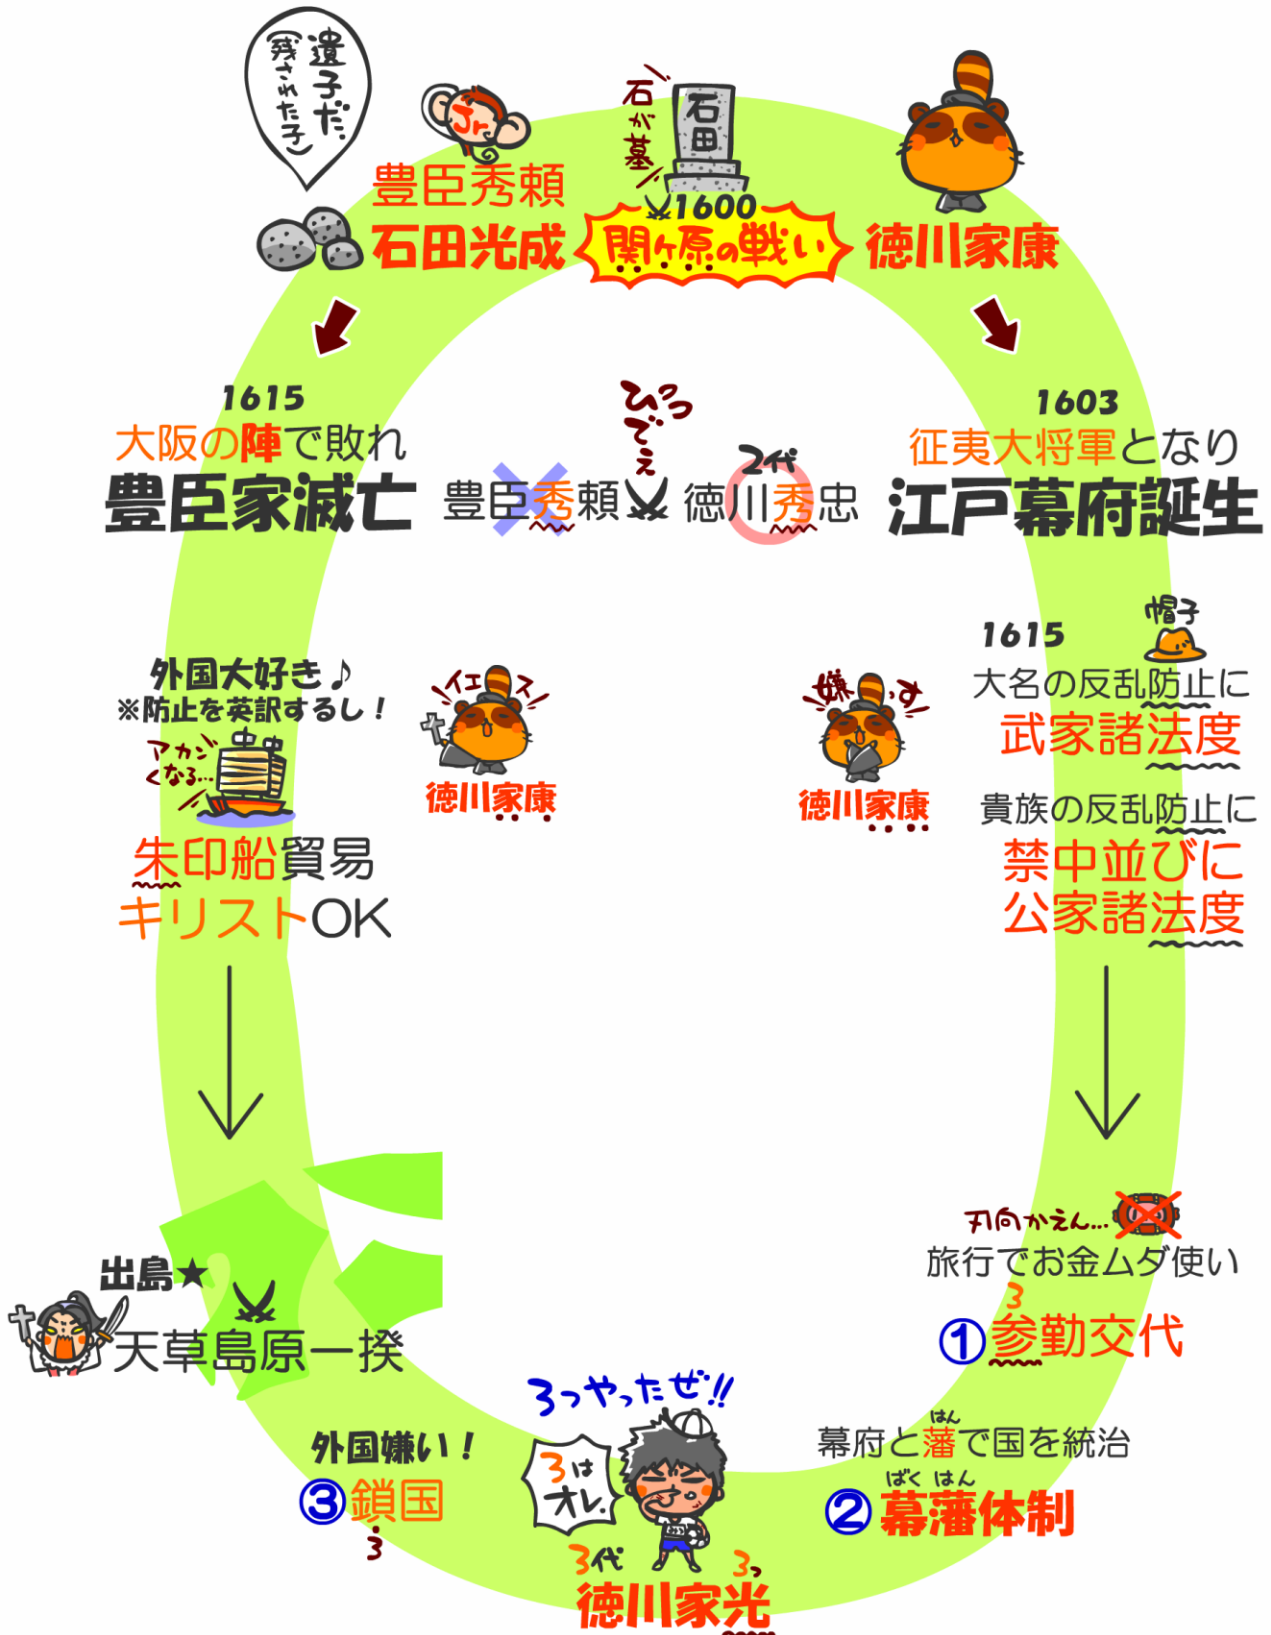 遺子だ、
(残された子)
Jr
豊臣秀頼
石田光成
石が墓
石田
1600
関ヶ原の戦い
徳川家康
1615
大阪の陣で敗れ
豊臣家滅亡
ひっでぇ
豊臣秀頼
2代
徳川秀忠
1603
征夷大将軍となり
江戸幕府誕生
外国大好き♪
※防止を英訳するし!
アカン
くなる...
朱印船貿易
キリストOK
イエス
徳川家康
嫌っす
徳川家康
1615
帽子
大名の反乱防止に
武家諸法度
貴族の反乱防止に
禁中並びに
公家諸法度
出島★
天草島原一揆
外国嫌い!
③鎖国
3
刃向かえん...
旅行でお金ムダ使い
3
①参勤交代
はん
幕府と藩で国を統治
ばく はん
②幕藩体制
3つやったぜ!!
3は
オレ.
3代
3つ
徳川家光